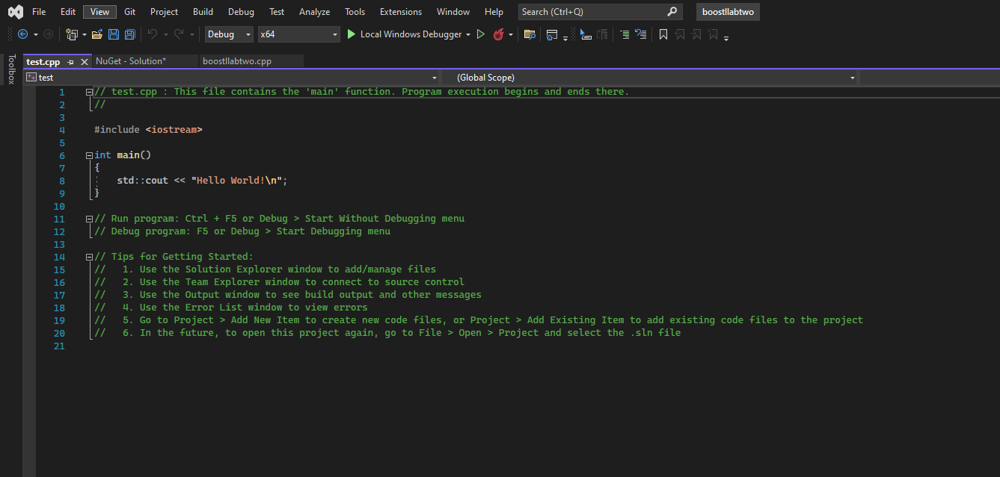 File Edit View Git Project Build Debug Test Analyze Tools Extensions Window Help Search (Ctrl+Q) boostllabtwo
Debug x64 Local Windows Debugger
Toolbox
test.cpp NuGet - Solution* boostllabtwo.cpp
test (Global Scope)
1 // test.cpp : This file contains the 'main' function. Program execution begins and ends there.
2 //
3
4 #include <iostream>
5
6 int main()
7 {
8 std::cout << "Hello World!\n";
9 }
10
11 // Run program: Ctrl + F5 or Debug > Start Without Debugging menu
12 // Debug program: F5 or Debug > Start Debugging menu
13
14 // Tips for Getting Started:
15 // 1. Use the Solution Explorer window to add/manage files
16 // 2. Use the Team Explorer window to connect to source control
17 // 3. Use the Output window to see build output and other messages
18 // 4. Use the Error List window to view errors
19 // 5. Go to Project > Add New Item to create new code files, or Project > Add Existing Item to add existing code files to the project
20 // 6. In the future, to open this project again, go to File > Open > Project and select the .sln file
21